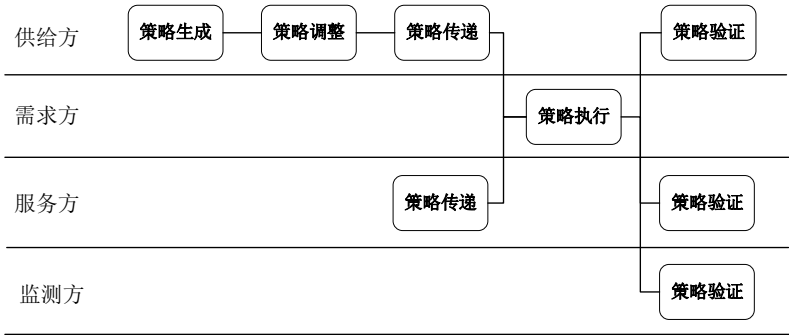 供给方 策略生成 策略调整 策略传递 策略验证
需求方 策略执行
服务方 策略传递 策略验证
监测方 策略验证